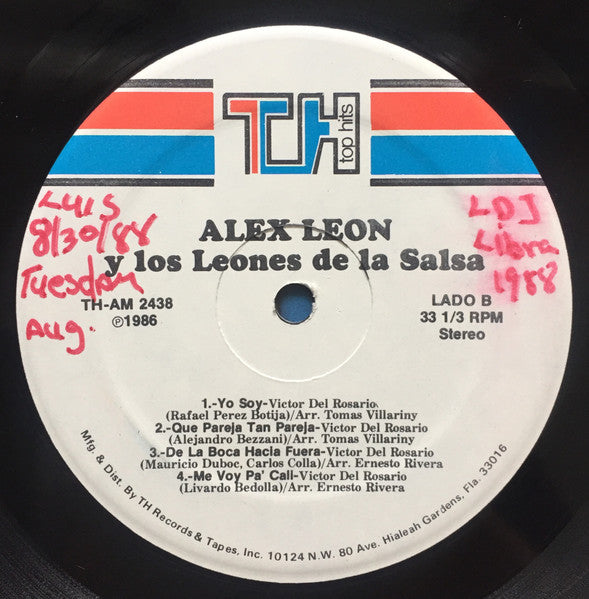 TH
top hits
ALEX LEON
y los Leones de la Salsa
TH-AM 2438
℗1986
LADO B
33 1/3 RPM
Stereo
LUIS
8/30/88
Tuesday
Aug.
LDJ
Libra
1988
1.-Yo Soy-Victor Del Rosario
(Rafael Perez Botija)/Arr. Tomas Villariny
2.-Que Pareja Tan Pareja-Victor Del Rosario
(Alejandro Bezzani)/Arr. Tomas Villariny
3.-De La Boca Hacia Fuera-Victor Del Rosario
(Mauricio Duboc, Carlos Colla)/Arr. Ernesto Rivera
4.-Me Voy Pa' Cali-Victor Del Rosario
(Livardo Bedolla)/Arr. Ernesto Rivera
Mfg. & Dist. By TH Records & Tapes, Inc. 10124 N.W. 80 Ave. Hialeah Gardens, Fla. 33016